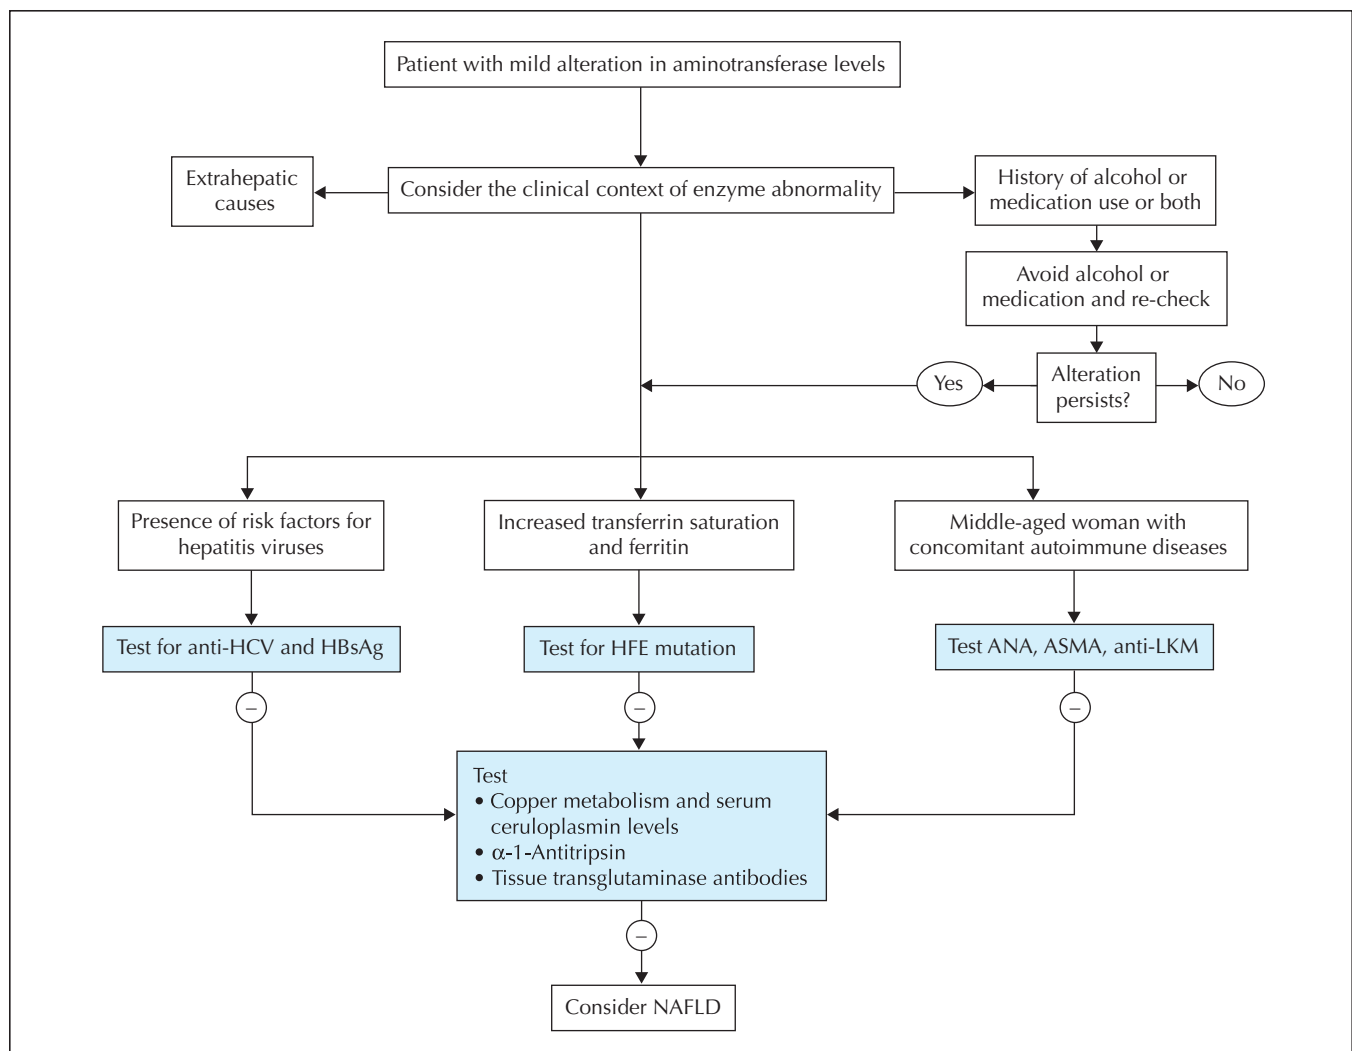 Patient with mild alteration in aminotransferase levels
Extrahepatic
causes
Consider the clinical context of enzyme abnormality
History of alcohol or
medication use or both
Avoid alcohol or
medication and re-check
Yes
Alteration
persists?
No
Presence of risk factors for
hepatitis viruses
Increased transferrin saturation
and ferritin
Middle-aged woman with
concomitant autoimmune diseases
Test for anti-HCV and HBsAg
Test for HFE mutation
Test ANA, ASMA, anti-LKM
–
–
–
Test
• Copper metabolism and serum
ceruloplasmin levels
• α-1-Antitripsin
• Tissue transglutaminase antibodies
–
Consider NAFLD